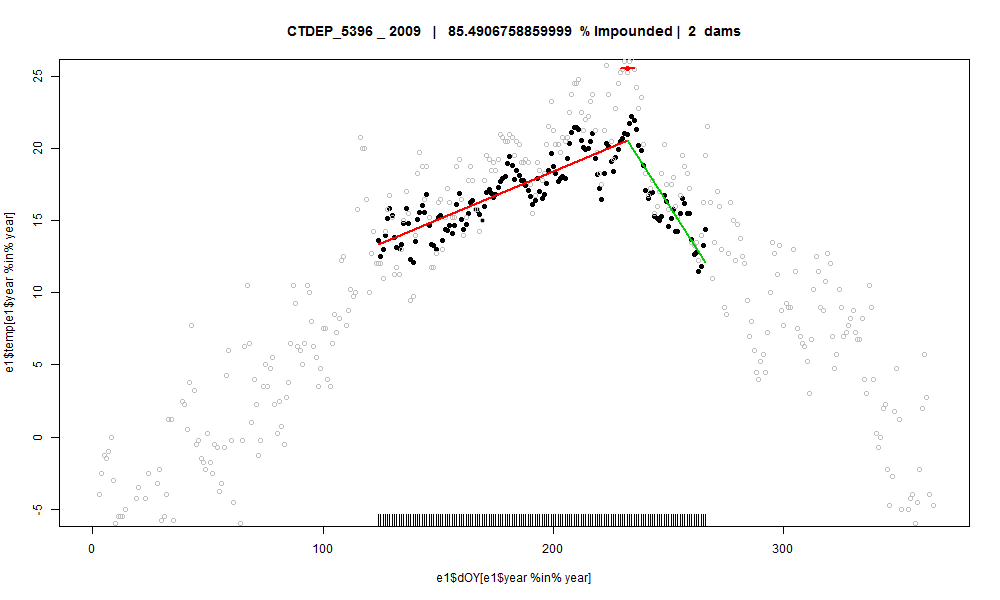 CTDEP_5396 _ 2009 | 85.4906758859999 % Impounded | 2 dams
e1$temp[e1$year %in% year]
25
20
15
10
5
0
-5
0 100 200 300
e1$dOY[e1$year %in% year]